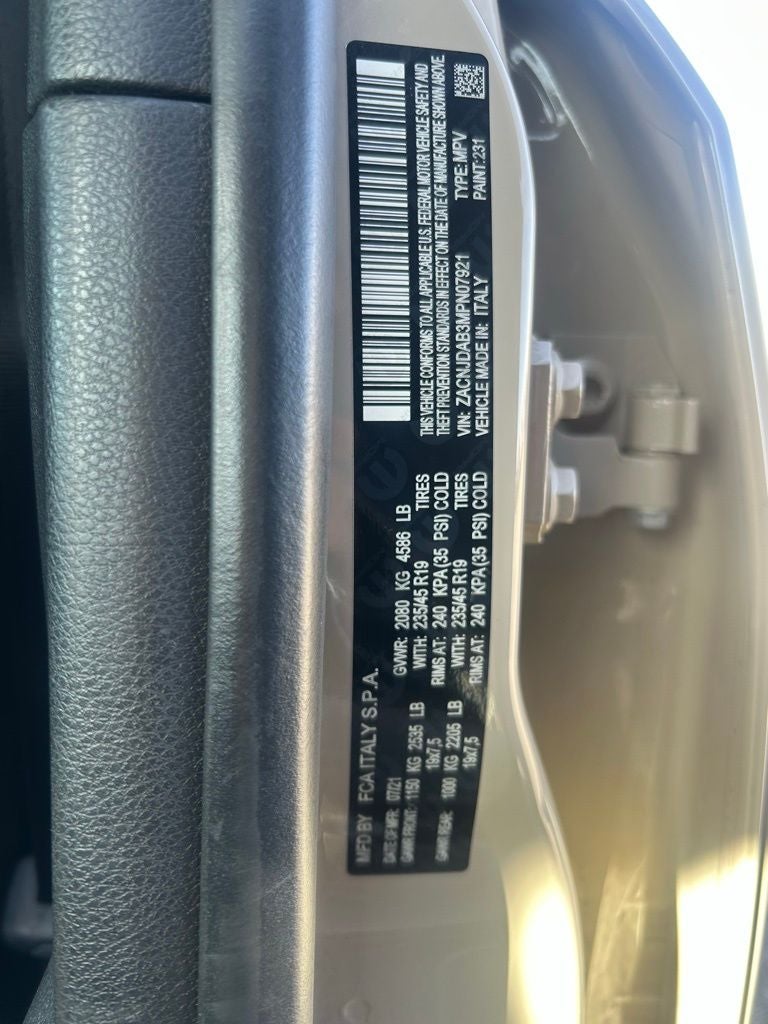 MFD BY FCA ITALY S.P.A.
DATE OF MFR: 07/21 GVWR: 2080 KG 4586 LB
GAWR FRONT: 1150 KG 2535 LB WITH: 235/45 R19 TIRES
19x7,5 RIMS AT: 240 KPA(35 PSI) COLD
GAWR REAR: 1000 KG 2205 LB WITH: 235/45 R19 TIRES
19x7,5 RIMS AT: 240 KPA(35 PSI) COLD
THIS VEHICLE CONFORMS TO ALL APPLICABLE U.S. FEDERAL MOTOR VEHICLE SAFETY AND
THEFT PREVENTION STANDARDS IN EFFECT ON THE DATE OF MANUFACTURE SHOWN ABOVE.
VIN: ZACNJDAB3MPN07921 TYPE: MPV
VEHICLE MADE IN: ITALY PAINT: 231